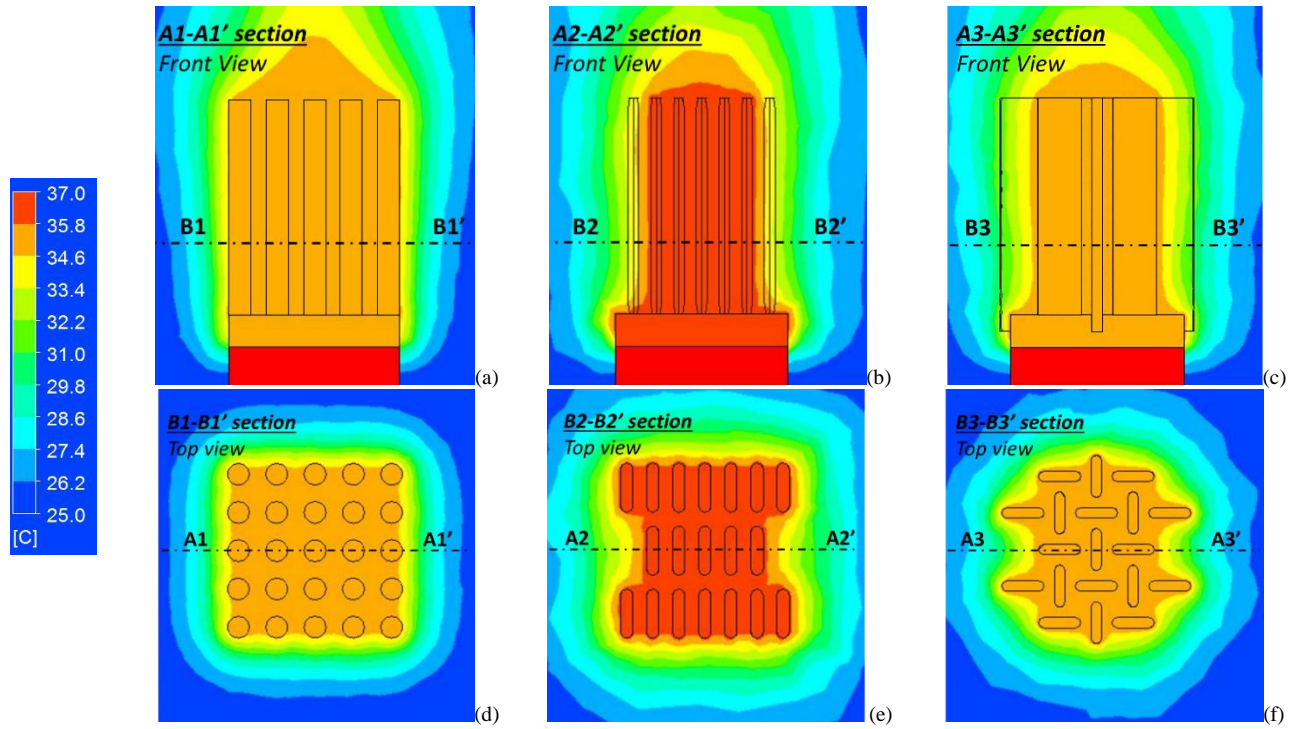 A1-A1' section
Front View
B1
B1'
(a)
A2-A2' section
Front View
B2
B2'
(b)
A3-A3' section
Front View
B3
B3'
(c)
37.0
35.8
34.6
33.4
32.2
31.0
29.8
28.6
27.4
26.2
25.0
[C]
B1-B1' section
Top view
A1
A1'
(d)
B2-B2' section
Top view
A2
A2'
(e)
B3-B3' section
Top view
A3
A3'
(f)